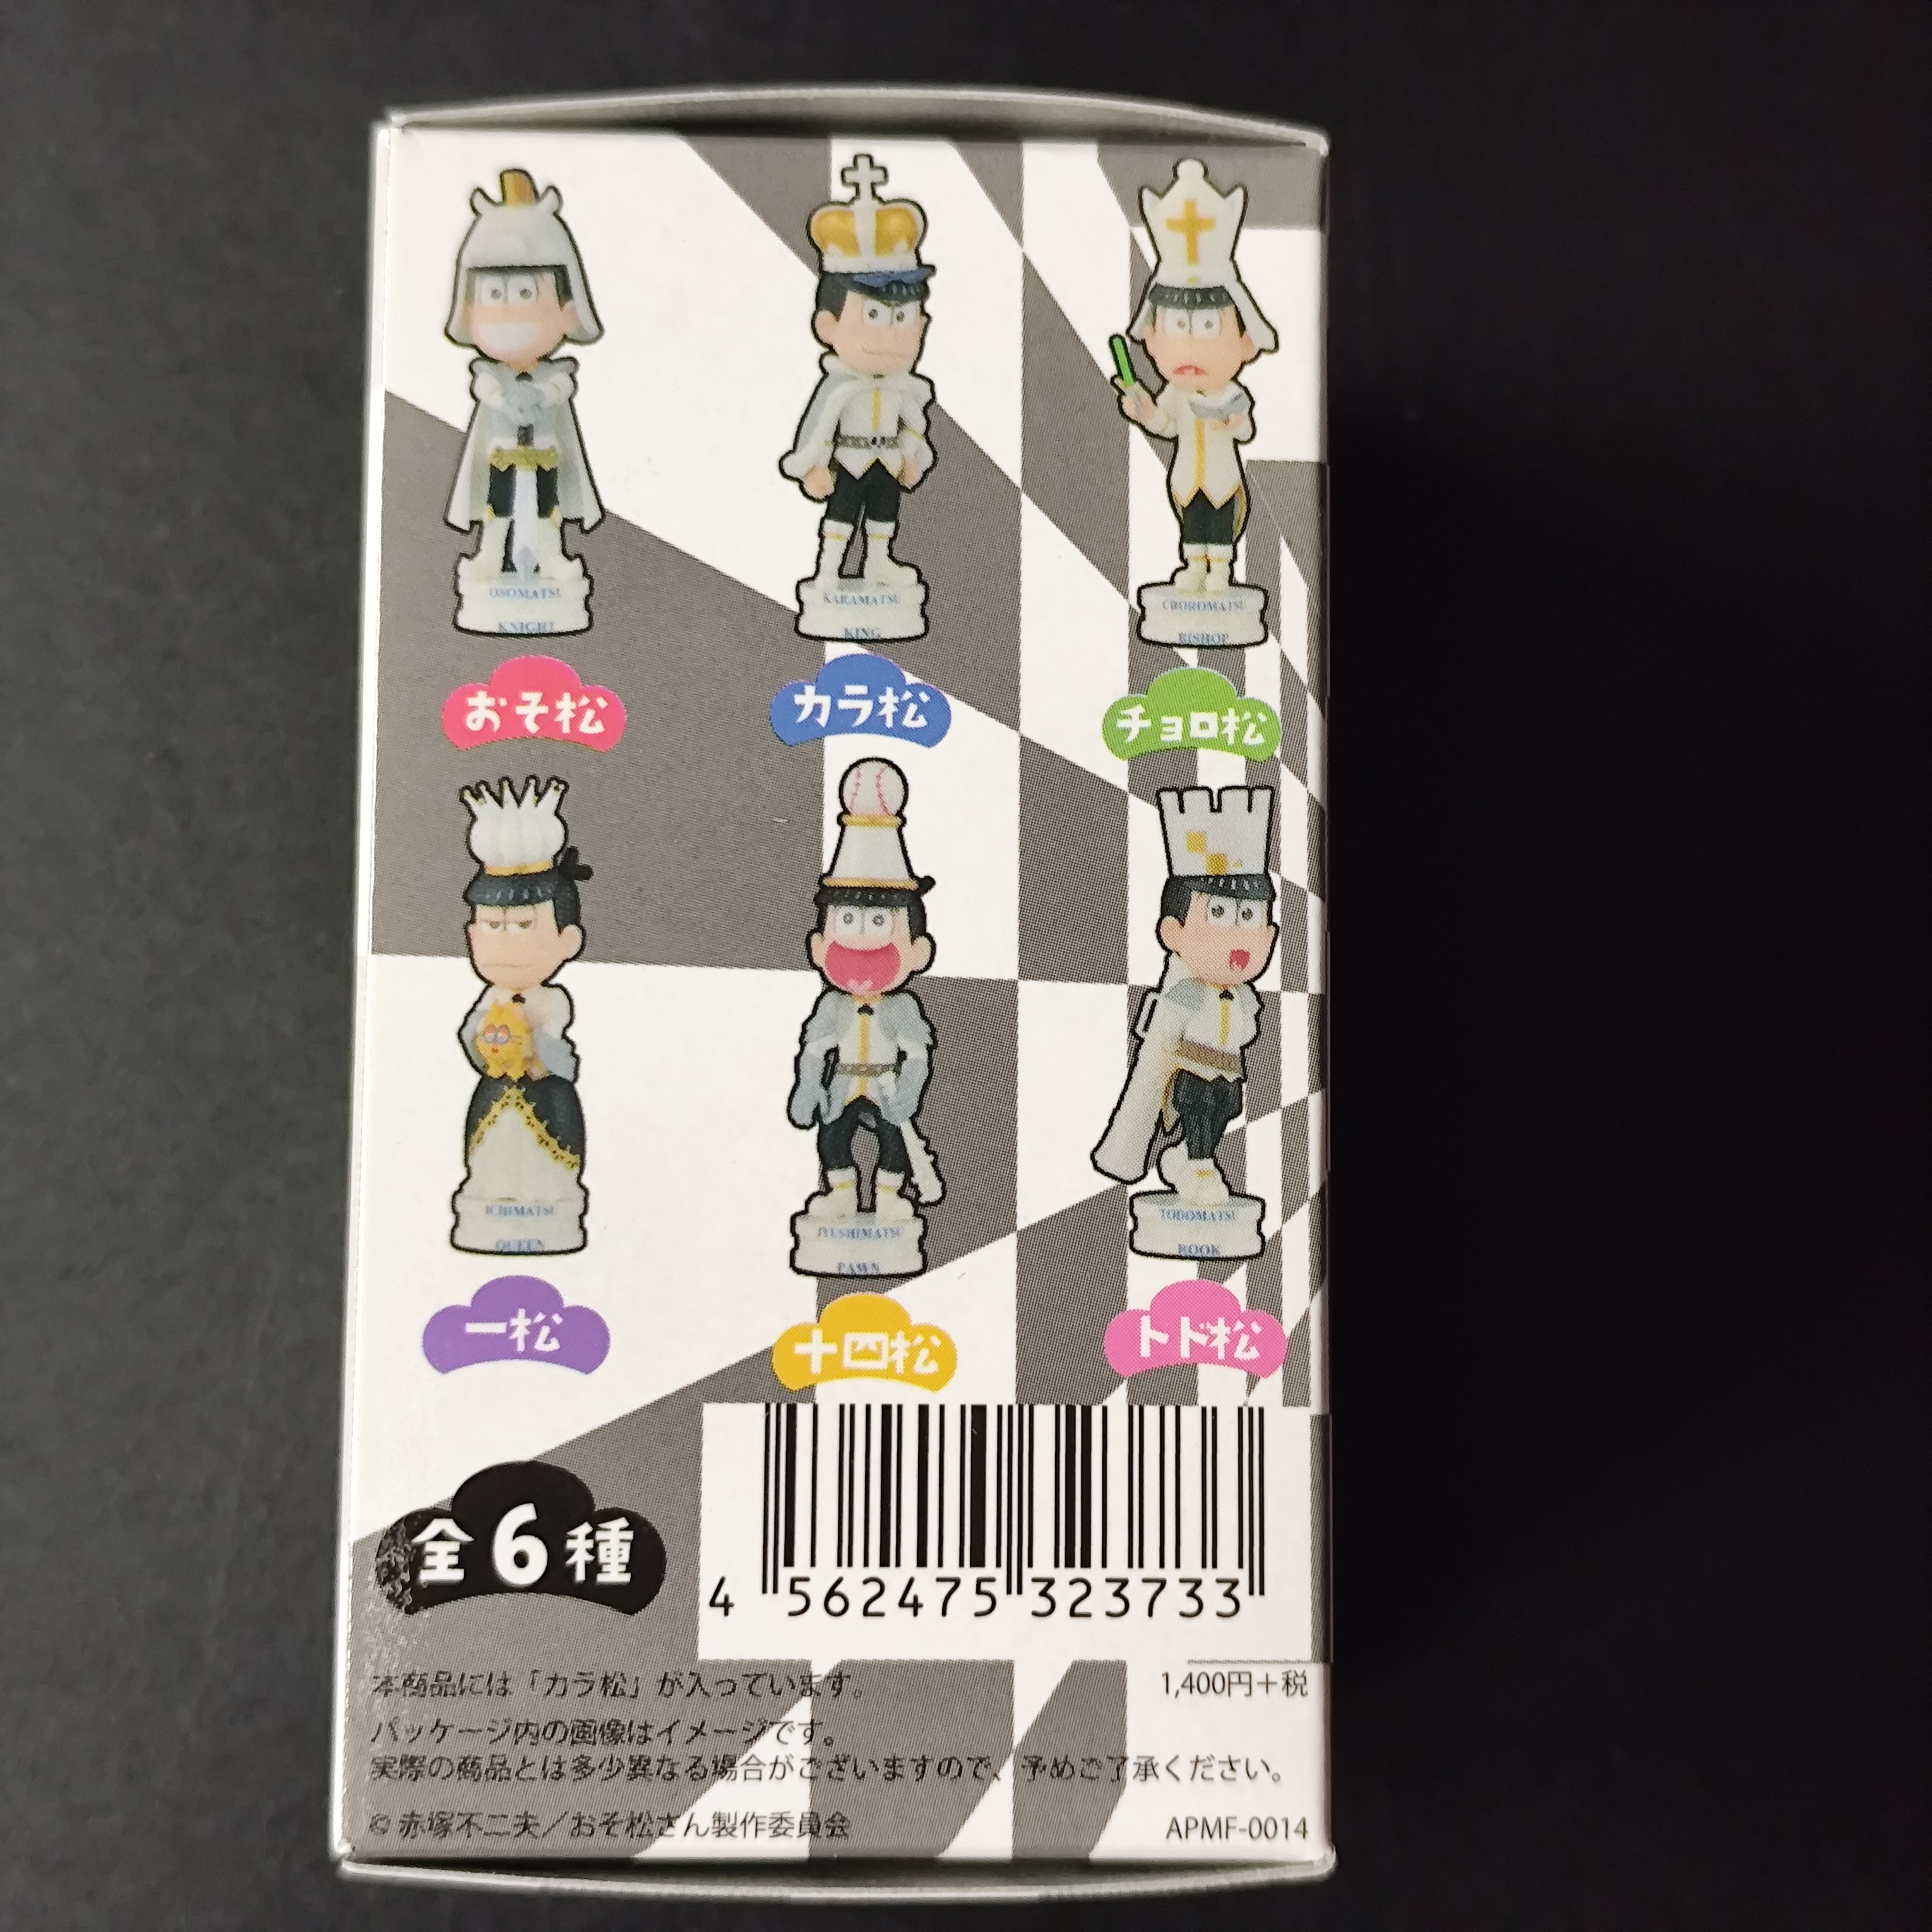 OSOMATSU
KNIGHT
KARAMATSU
KING
CHOROMATSU
BISHOP
おそ松
カラ松
チョロ松
ICHIMATSU
QUEEN
JYUSHIMATSU
PAWN
TODOMATSU
ROOK
一松
十四松
トド松
全6種
4 562475 323733
本商品には「カラ松」が入っています。
1,400円+税
パッケージ内の画像はイメージです。
実際の商品とは多少異なる場合がございますので、予めご了承ください。
© 赤塚不二夫／おそ松さん製作委員会
APMF-0014